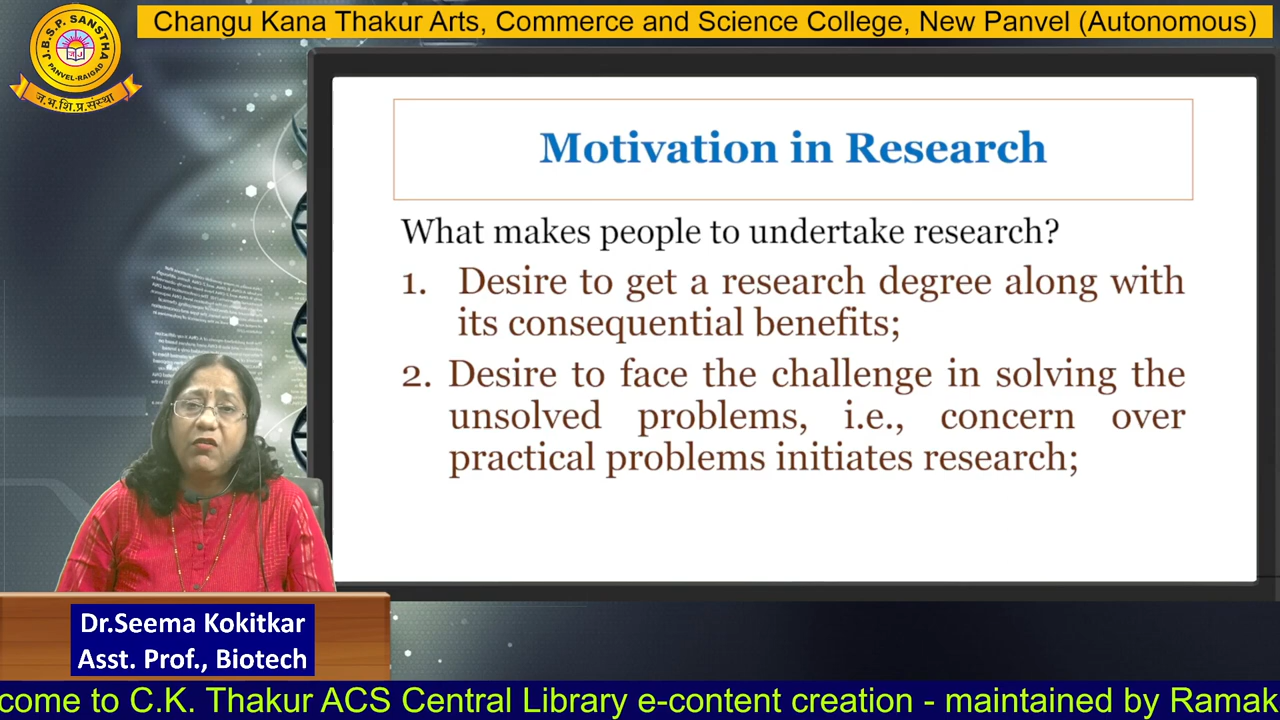 Changu Kana Thakur Arts, Commerce and Science College, New Panvel (Autonomous)
J.B.S.P. SANSTHA
PANVEL-RAIGAD
ज.भ.शि.प्र.संस्था
Motivation in Research
What makes people to undertake research?
1. Desire to get a research degree along with
its consequential benefits;
2. Desire to face the challenge in solving the
unsolved problems, i.e., concern over
practical problems initiates research;
Dr.Seema Kokitkar
Asst. Prof., Biotech
come to C.K. Thakur ACS Central Library e-content creation - maintained by Ramak